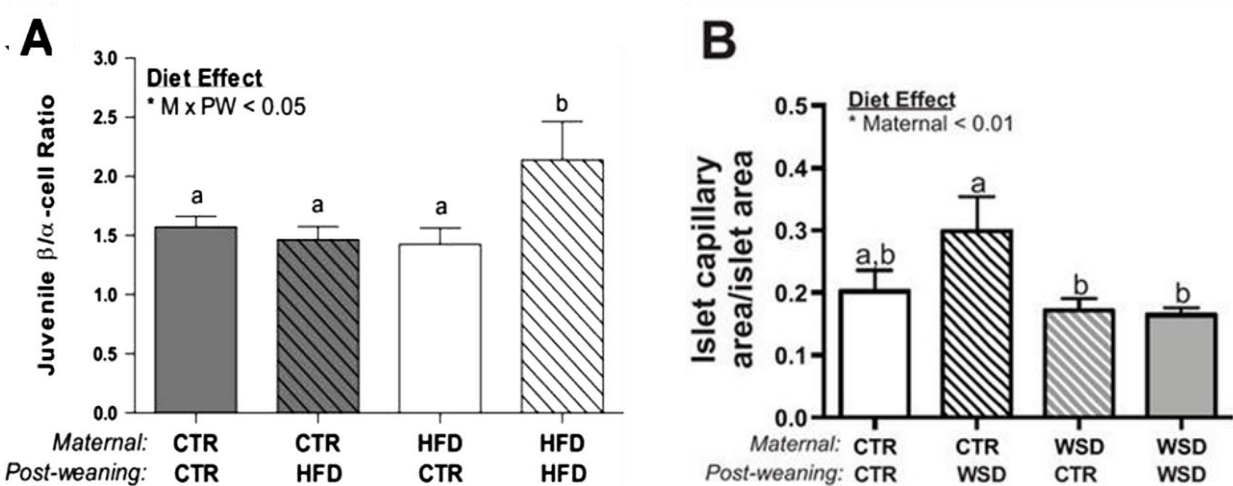 A
Juvenile β/α -cell Ratio
3.0
2.5
2.0
1.5
1.0
0.5
0.0
Diet Effect
* M x PW < 0.05
a
a
a
b
Maternal: CTR CTR HFD HFD
Post-weaning: CTR HFD CTR HFD
B
Islet capillary
area/islet area
0.5
0.4
0.3
0.2
0.1
0.0
Diet Effect
* Maternal < 0.01
a,b
a
b
b
Maternal: CTR CTR WSD WSD
Post-weaning: CTR WSD CTR WSD